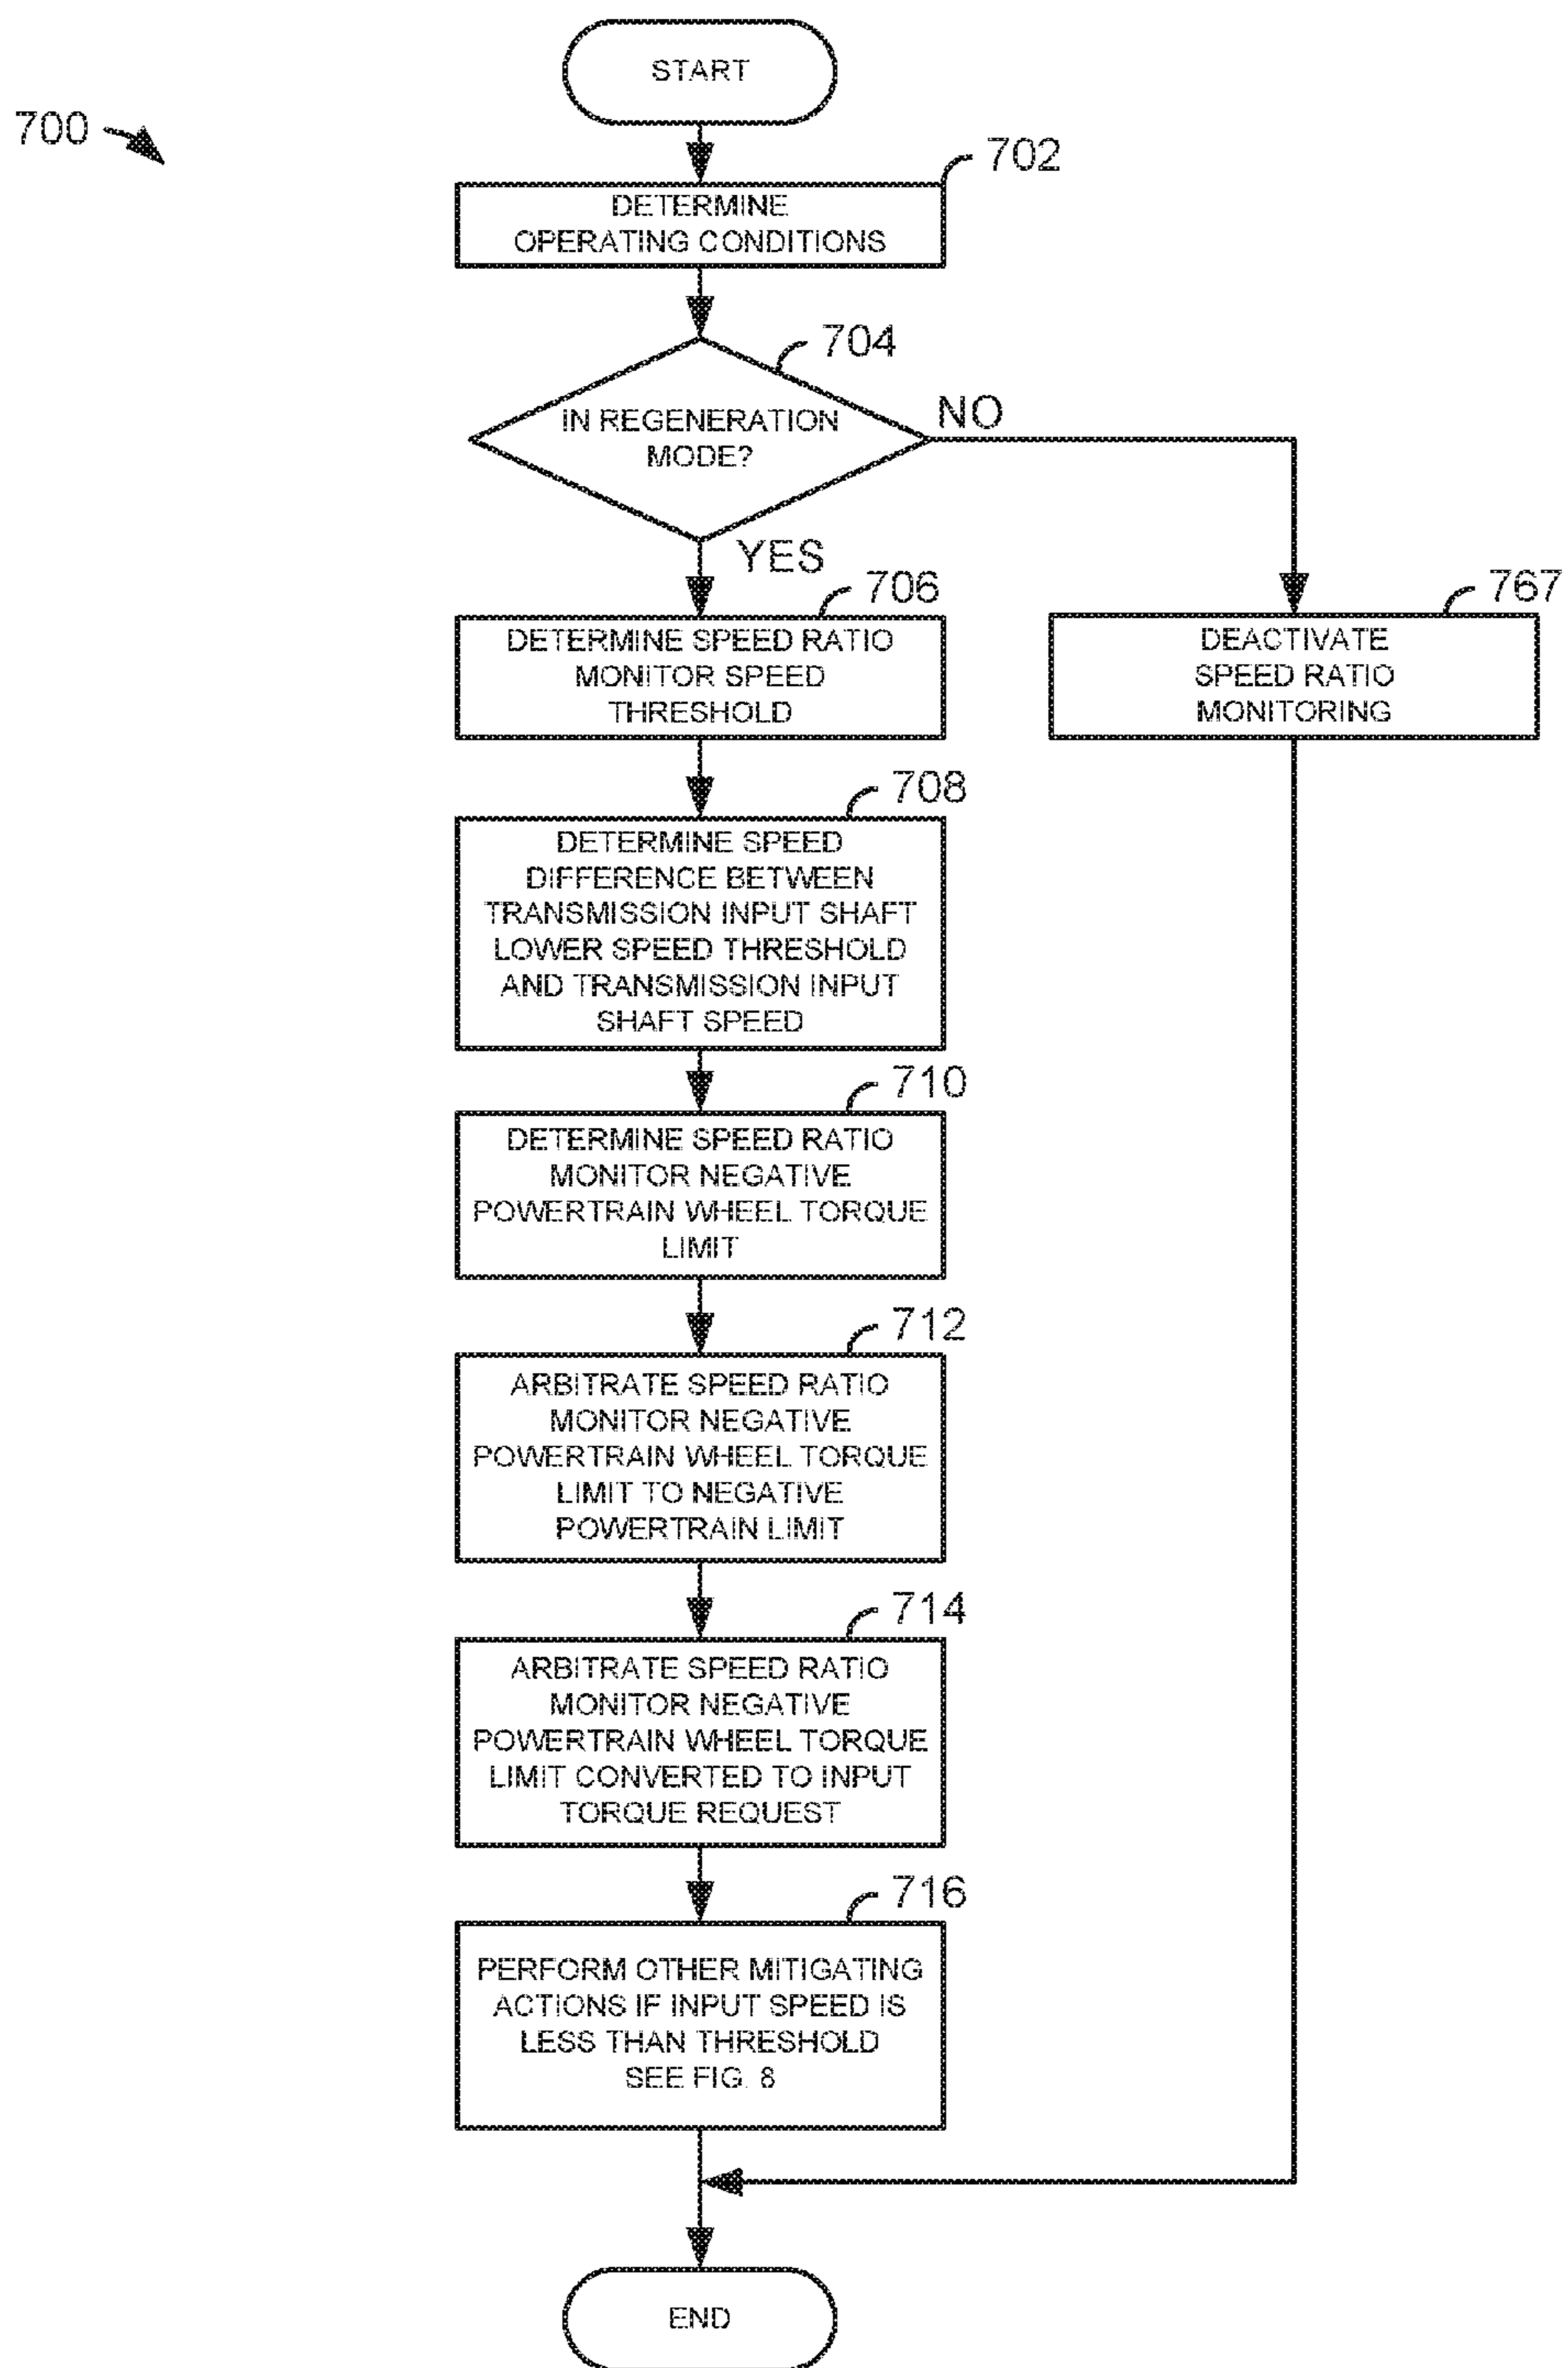 START
700
702
DETERMINE
OPERATING CONDITIONS
704
IN REGENERATION
MODE?
NO
YES
706
DETERMINE SPEED RATIO
MONITOR SPEED
THRESHOLD
767
DEACTIVATE
SPEED RATIO
MONITORING
708
DETERMINE SPEED
DIFFERENCE BETWEEN
TRANSMISSION INPUT SHAFT
LOWER SPEED THRESHOLD
AND TRANSMISSION INPUT
SHAFT SPEED
710
DETERMINE SPEED RATIO
MONITOR NEGATIVE
POWERTRAIN WHEEL TORQUE
LIMIT
712
ARBITRATE SPEED RATIO
MONITOR NEGATIVE
POWERTRAIN WHEEL TORQUE
LIMIT TO NEGATIVE
POWERTRAIN LIMIT
714
ARBITRATE SPEED RATIO
MONITOR NEGATIVE
POWERTRAIN WHEEL TORQUE
LIMIT CONVERTED TO INPUT
TORQUE REQUEST
716
PERFORM OTHER MITIGATING
ACTIONS IF INPUT SPEED IS
LESS THAN THRESHOLD
SEE FIG. 8
END